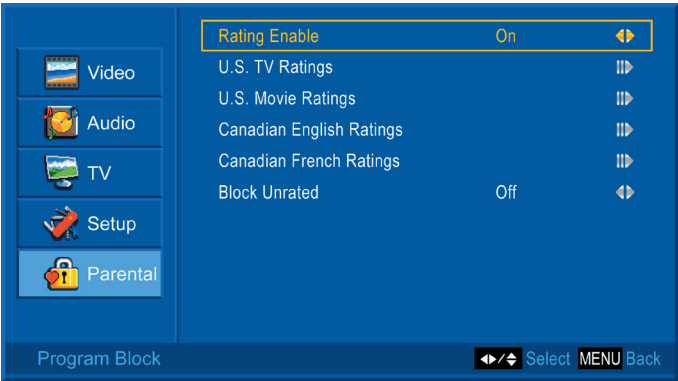 Video
Audio
TV
Setup
Parental
Rating Enable On
U.S. TV Ratings
U.S. Movie Ratings
Canadian English Ratings
Canadian French Ratings
Block Unrated Off
Program Block
Select MENU Back